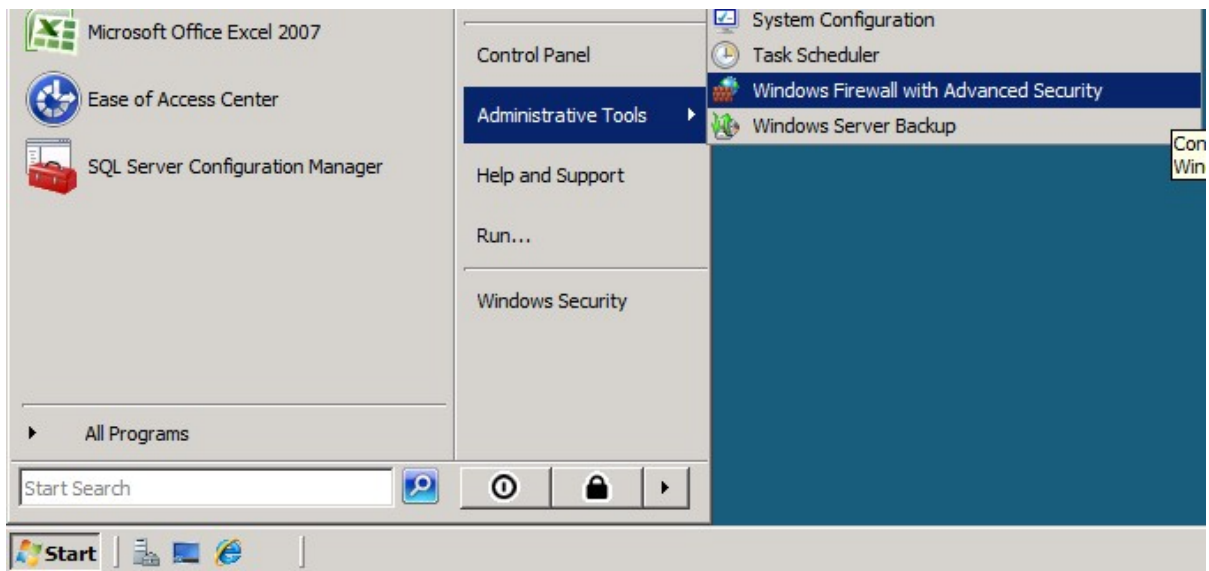 Microsoft Office Excel 2007
Ease of Access Center
SQL Server Configuration Manager
All Programs
Start Search
Control Panel
Administrative Tools
Help and Support
Run...
Windows Security
System Configuration
Task Scheduler
Windows Firewall with Advanced Security
Windows Server Backup
Con
Win
Start